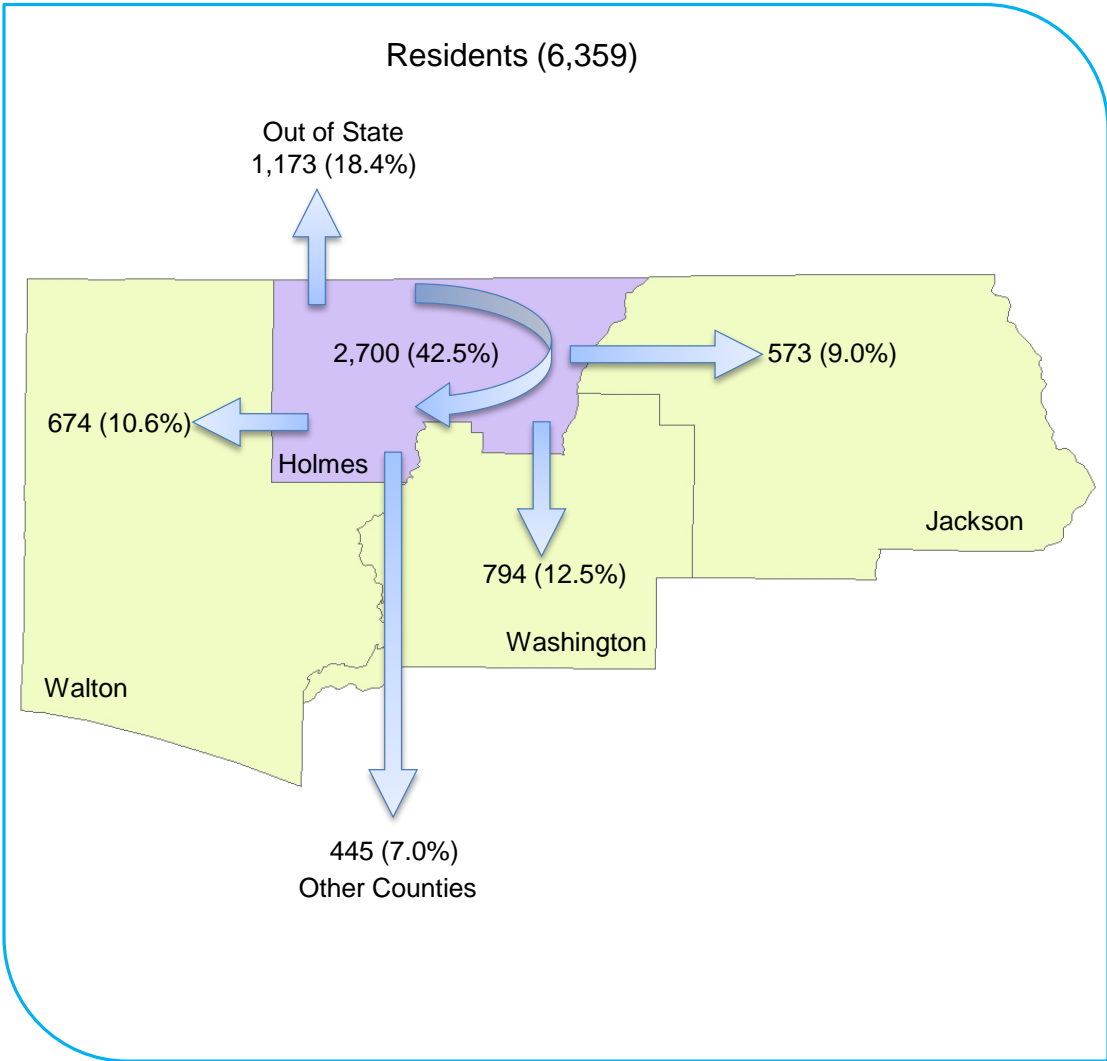 Residents (6,359)
Out of State
1,173 (18.4%)
2,700 (42.5%)
573 (9.0%)
674 (10.6%)
Holmes
Jackson
794 (12.5%)
Washington
Walton
445 (7.0%)
Other Counties